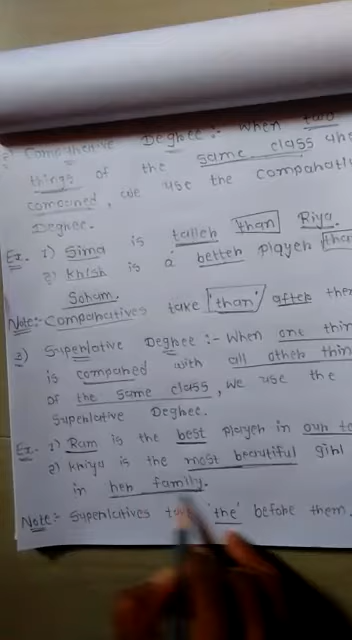 2) Comparative Degree :- When two
things of the same class are
compared, we use the comparative
Degree.
Ex. 1) Sima is taller than Riya.
2) Krish is a better player than
Soham.
Note:- Comparatives take 'than' after them
3) Superlative Degree :- When one thing
is compared with all other things
of the same class, we use the
Superlative Degree.
Ex:- 1) Ram is the best player in our
2) Khiya is the most beautiful girl
in her family.
Note:- Superlatives take 'the' before them.